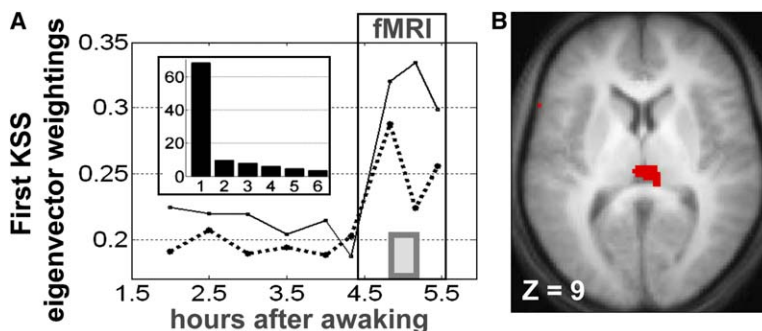 A
First KSS
eigenvector weightings
0.35
0.3
0.25
0.2
fMRI
60
40
20
0
1 2 3 4 5 6
1.5 2.5 3.5 4.5 5.5
hours after awaking
B
Z = 9